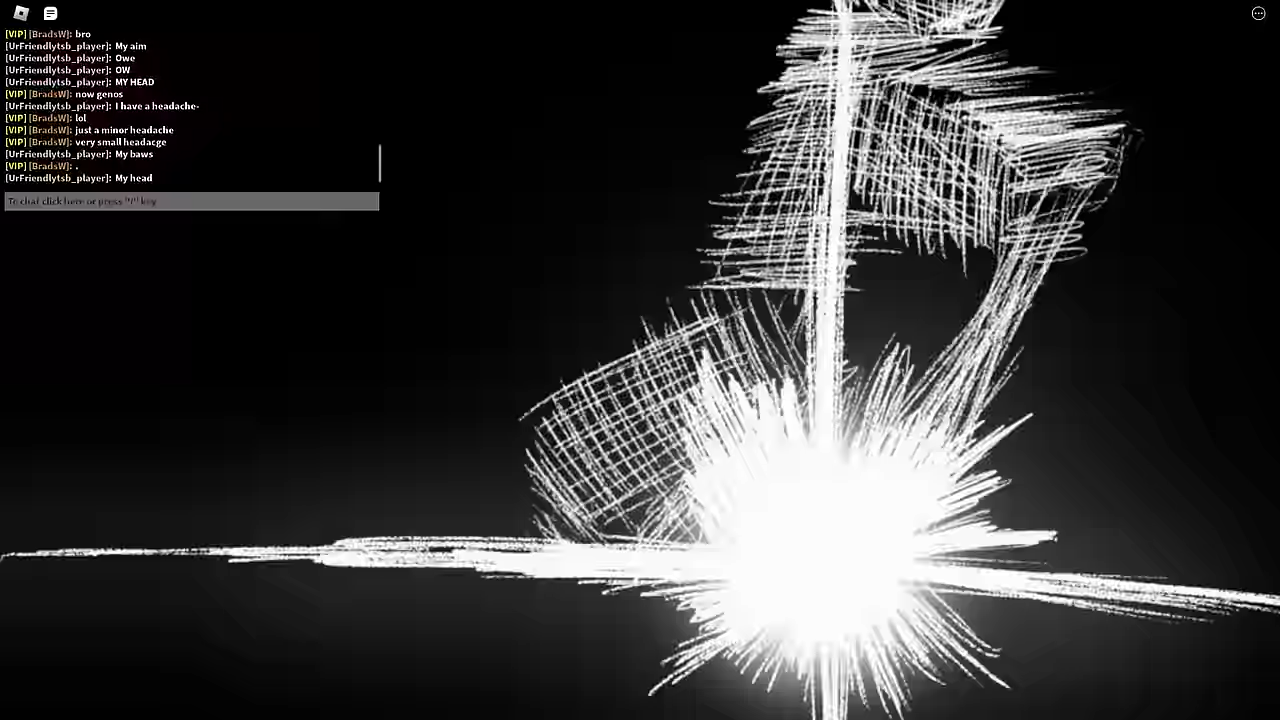 [VIP] [BradsW]: bro
[UrFriendlytsb_player]: My aim
[UrFriendlytsb_player]: Owe
[UrFriendlytsb_player]: OW
[UrFriendlytsb_player]: MY HEAD
[VIP] [BradsW]: now genos
[UrFriendlytsb_player]: I have a headache-
[VIP] [BradsW]: lol
[VIP] [BradsW]: just a minor headache
[VIP] [BradsW]: very small headacge
[UrFriendlytsb_player]: My baws
[VIP] [BradsW]: .
[UrFriendlytsb_player]: My head
To chat click here or press "/" key